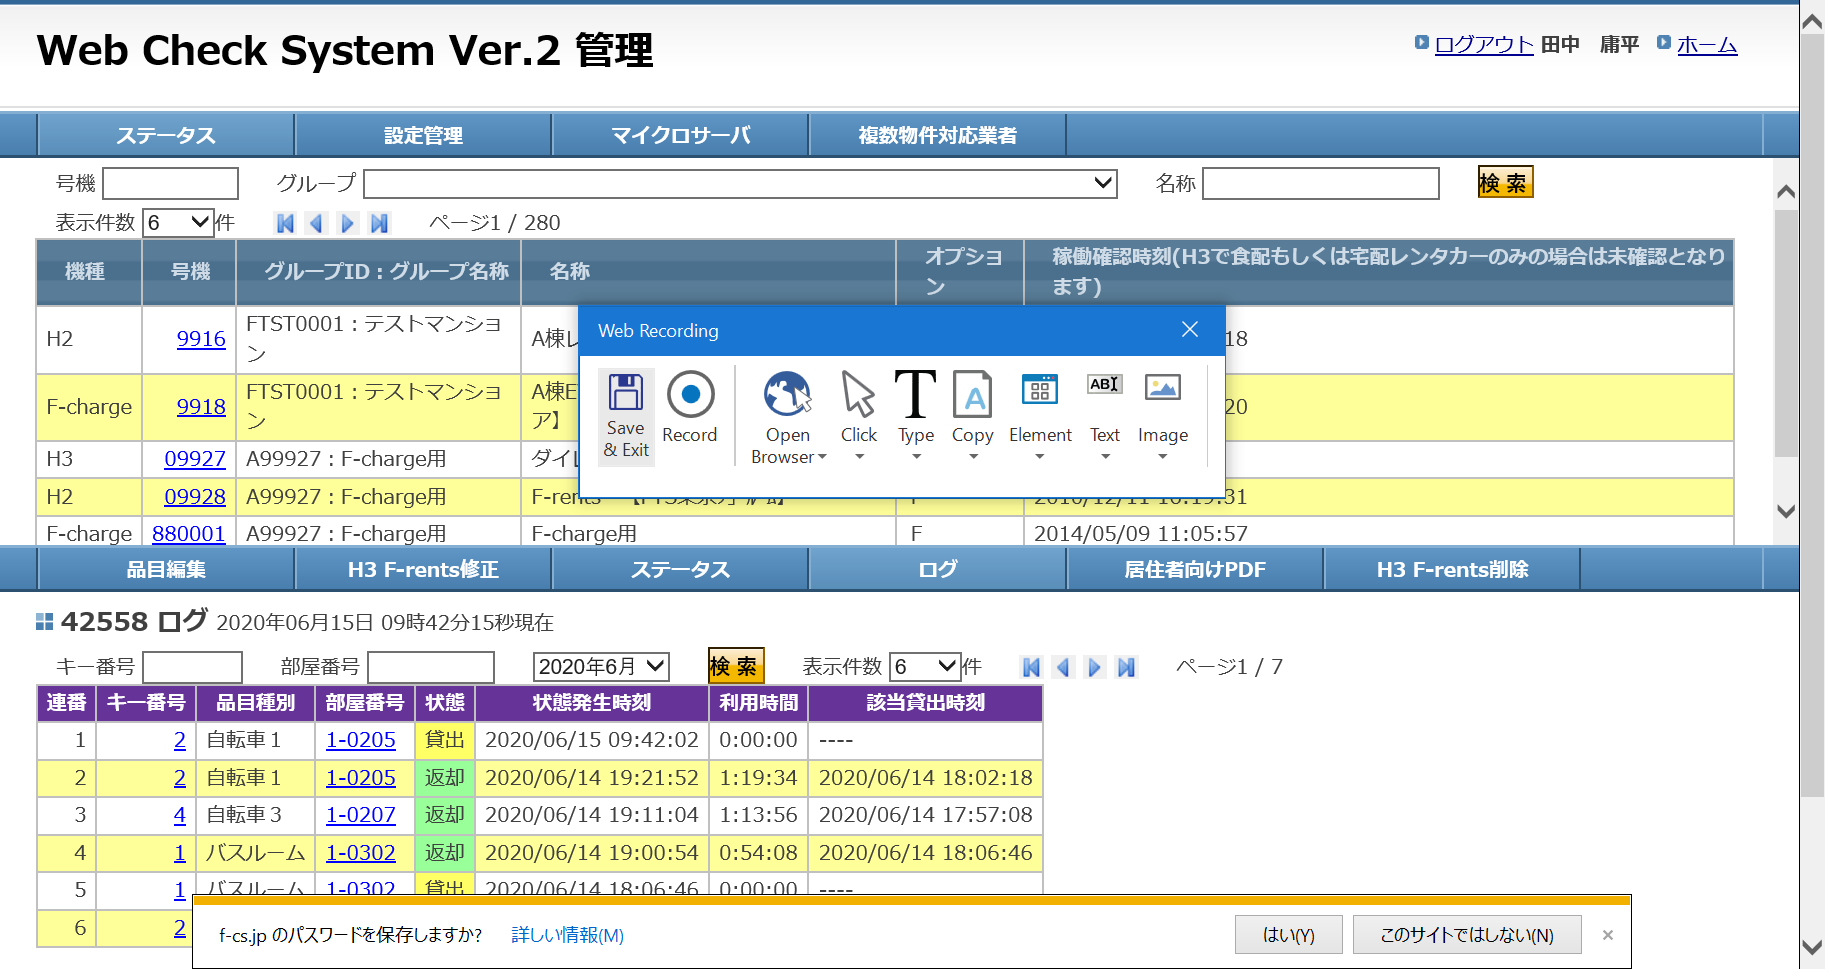 Web Check System Ver.2 管理
ログアウト 田中　庸平 ホーム
ステータス 設定管理 マイクロサーバ 複数物件対応業者
号機 グループ 名称 検 索
表示件数 6 件 ページ1 / 280
機種 号機 グループID：グループ名称 名称 オプション 稼働確認時刻(H3で食配もしくは宅配レンタカーのみの場合は未確認となります)
H2 9916 FTST0001：テストマンション A棟レ 18
F-charge 9918 FTST0001：テストマンション A棟E ア】 20
H3 09927 A99927：F-charge用 ダイレ
H2 09928 A99927：F-charge用 F-rents F 2016/12/11 16:19:31
F-charge 880001 A99927：F-charge用 F-charge用 F 2014/05/09 11:05:57
Web Recording
Save & Exit Record Open Browser Click Type Copy Element Text Image
品目編集 H3 F-rents修正 ステータス ログ 居住者向けPDF H3 F-rents削除
42558 ログ 2020年06月15日 09時42分15秒現在
キー番号 部屋番号 2020年6月 検 索 表示件数 6 件 ページ1 / 7
連番 キー番号 品目種別 部屋番号 状態 状態発生時刻 利用時間 該当貸出時刻
1 2 自転車１ 1-0205 貸出 2020/06/15 09:42:02 0:00:00 ----
2 2 自転車１ 1-0205 返却 2020/06/14 19:21:52 1:19:34 2020/06/14 18:02:18
3 4 自転車３ 1-0207 返却 2020/06/14 19:11:04 1:13:56 2020/06/14 17:57:08
4 1 バスルーム 1-0302 返却 2020/06/14 19:00:54 0:54:08 2020/06/14 18:06:46
5 1 バスルーム 1-0302 貸出 2020/06/14 18:06:46 0:00:00 ----
6 2
f-cs.jp のパスワードを保存しますか? 詳しい情報(M) はい(Y) このサイトではしない(N)